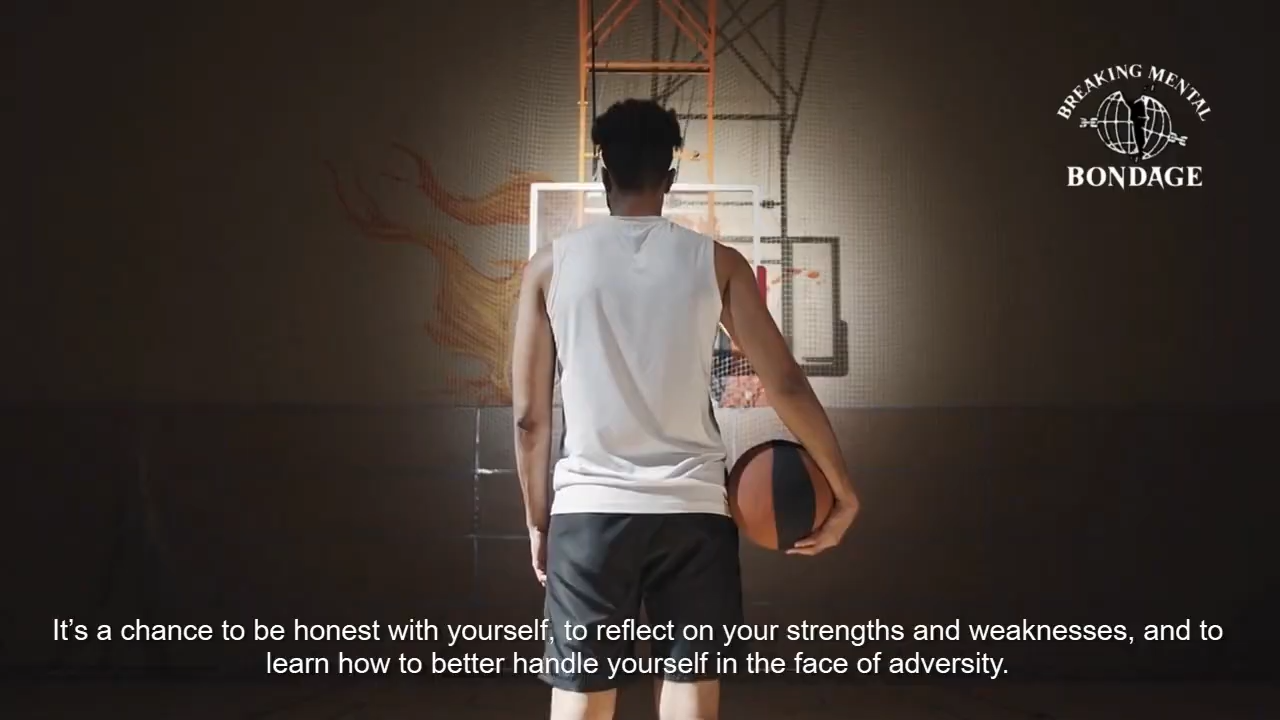 BREAKING MENTAL
BONDAGE
It's a chance to be honest with yourself, to reflect on your strengths and weaknesses, and to
learn how to better handle yourself in the face of adversity.